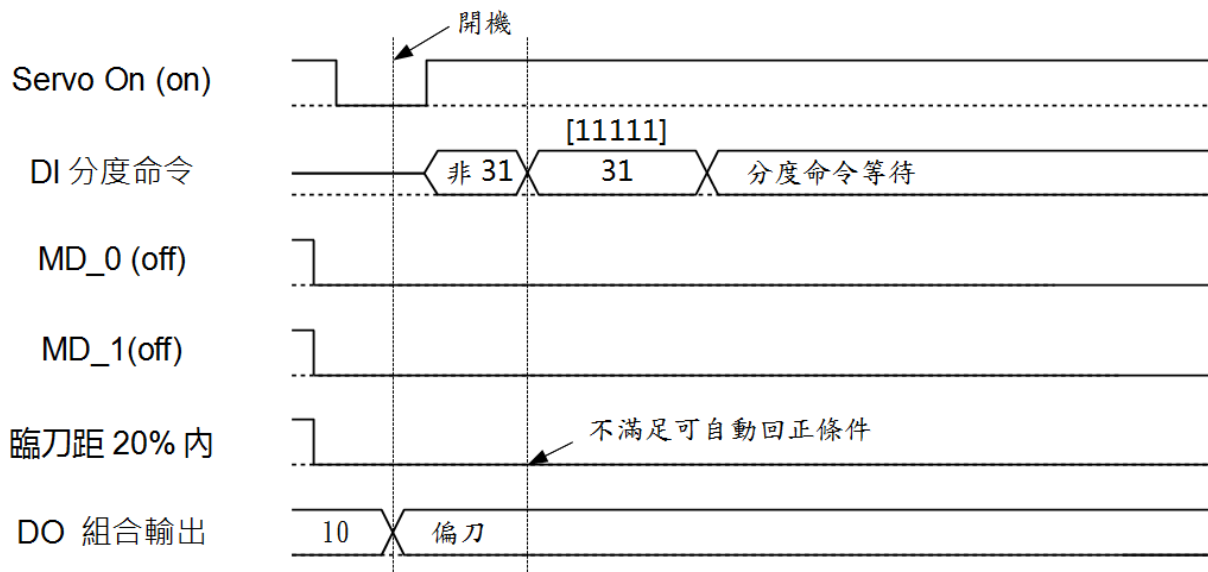 開機
Servo On (on)
[11111]
DI 分度命令
非 31
31
分度命令等待
MD_0 (off)
MD_1(off)
臨刀距 20% 內
不滿足可自動回正條件
DO 組合輸出
10
偏刀